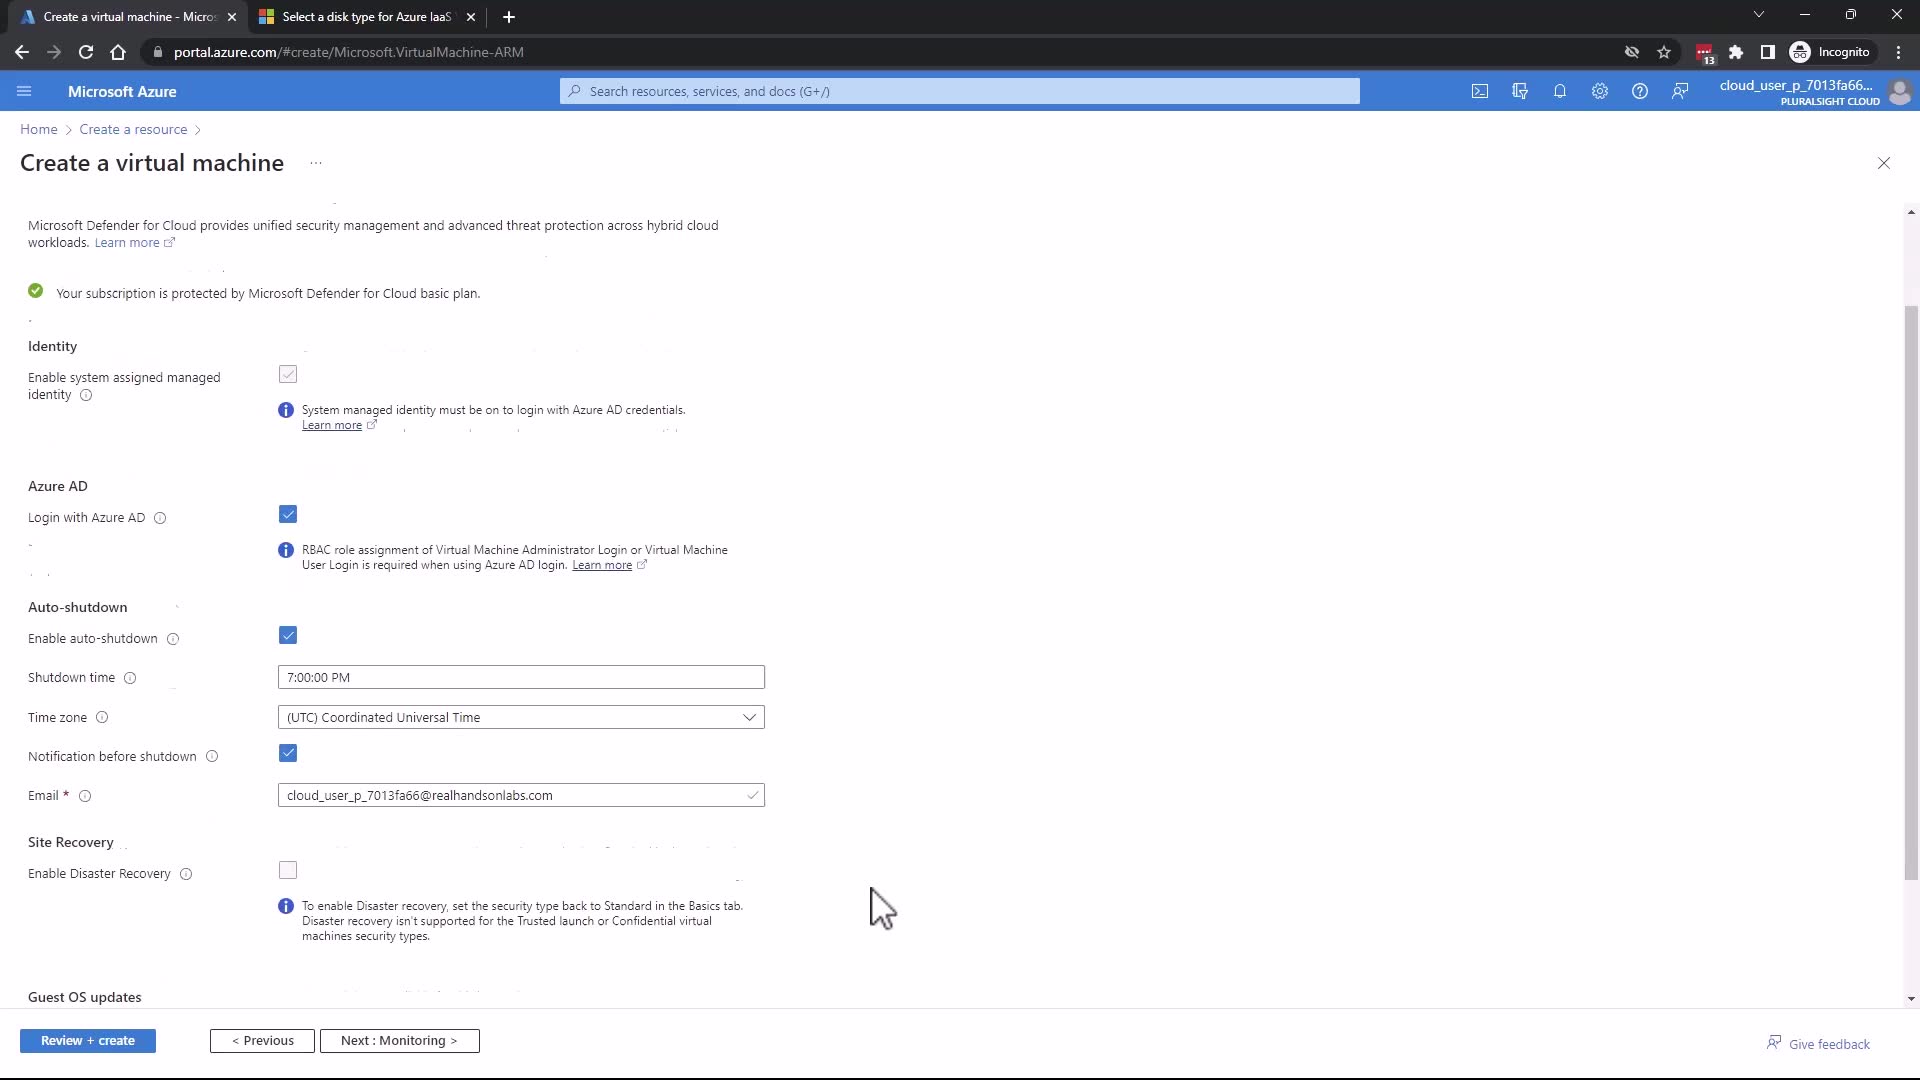 Create a virtual machine - Micros
Select a disk type for Azure IaaS
portal.azure.com/#create/Microsoft.VirtualMachine-ARM
13
Incognito
Microsoft Azure
Search resources, services, and docs (G+/)
cloud_user_p_7013fa66...
PLURALSIGHT CLOUD
Home > Create a resource >
Create a virtual machine ...
Microsoft Defender for Cloud provides unified security management and advanced threat protection across hybrid cloud
workloads. Learn more
Your subscription is protected by Microsoft Defender for Cloud basic plan.
Identity
Enable system assigned managed
identity
System managed identity must be on to login with Azure AD credentials.
Learn more
Azure AD
Login with Azure AD
RBAC role assignment of Virtual Machine Administrator Login or Virtual Machine
User Login is required when using Azure AD login. Learn more
Auto-shutdown
Enable auto-shutdown
Shutdown time
7:00:00 PM
Time zone
(UTC) Coordinated Universal Time
Notification before shutdown
Email *
cloud_user_p_7013fa66@realhandsonlabs.com
Site Recovery
Enable Disaster Recovery
To enable Disaster recovery, set the security type back to Standard in the Basics tab.
Disaster recovery isn't supported for the Trusted launch or Confidential virtual
machines security types.
Guest OS updates
Review + create
< Previous
Next : Monitoring >
Give feedback